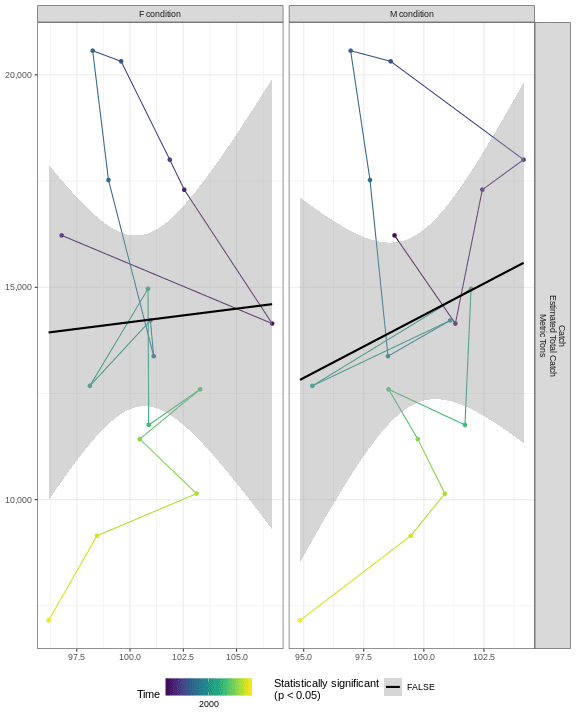 F condition
M condition
20,000
15,000
10,000
Catch
Estimated Total Catch
Metric Tons
97.5
100.0
102.5
105.0
95.0
97.5
100.0
102.5
Time
2000
Statistically significant
(p < 0.05)
FALSE